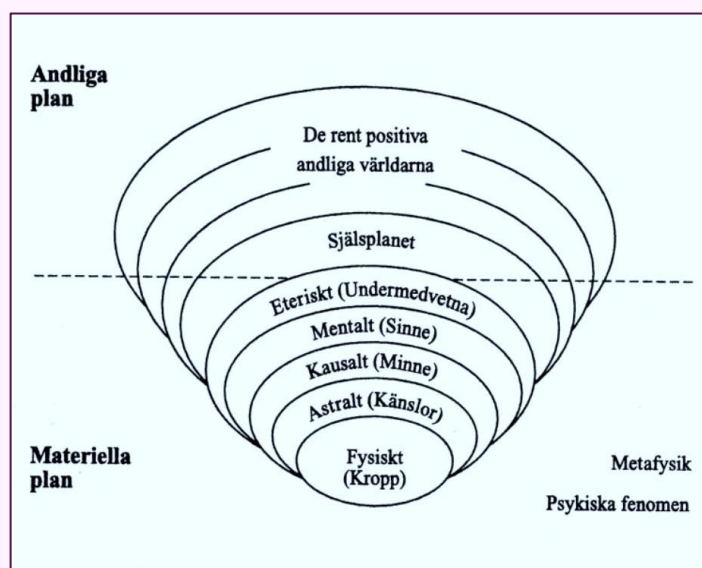 Andliga
plan
De rent positiva
andliga världarna
Själsplanet
Eteriskt (Undermedvetna)
Mentalt (Sinne)
Kausalt (Minne)
Astralt (Känslor)
Fysiskt
(Kropp)
Materiella
plan
Metafysik
Psykiska fenomen